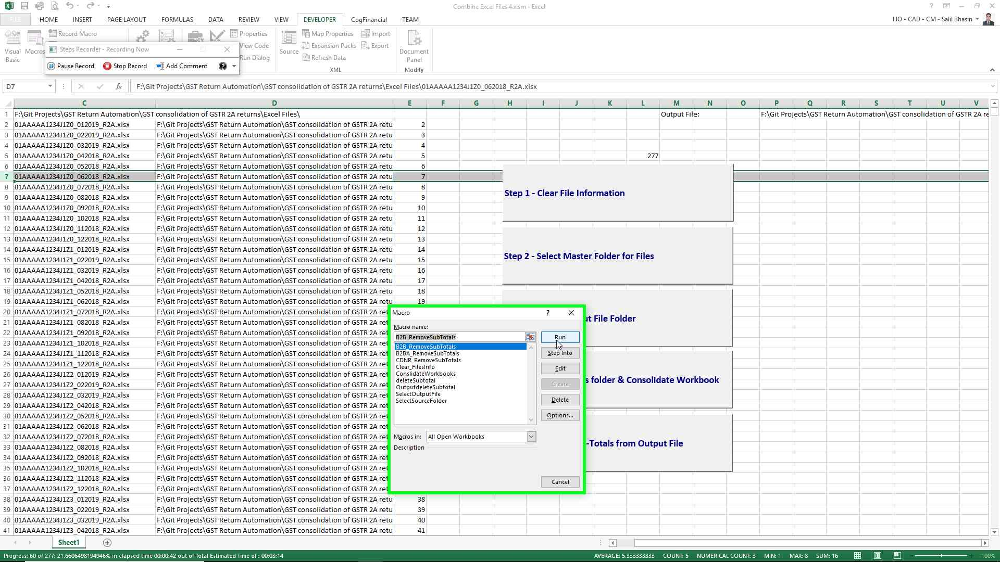 Combine Excel Files 4.xlsm - Excel
FILE HOME INSERT PAGE LAYOUT FORMULAS DATA REVIEW VIEW DEVELOPER CogFinancial TEAM HO - CAD - CM - Salil Bhasin
Visual Basic
Macros
Record Macro
Properties
View Code
Run Dialog
Source
Map Properties
Expansion Packs
Refresh Data
Import
Export
XML
Document Panel
Modify
Steps Recorder - Recording Now
Pause Record Stop Record Add Comment
D7 fx F:\Git Projects\GST Return Automation\GST consolidation of GSTR 2A returns\Excel Files\01AAAAA1234J1Z0_062018_R2A.xlsx
C D E F G H I J K L M N O P Q R S T U V
1 F:\Git Projects\GST Return Automation\GST consolidation of GSTR 2A returns\Excel Files\ Output File: F:\Git Projects\GST Return Automation\GST consolidation of GSTR 2A re
2 01AAAAA1234J1Z0_012019_R2A.xlsx F:\Git Projects\GST Return Automation\GST consolidation of GSTR 2A retu 2
3 01AAAAA1234J1Z0_022019_R2A.xlsx F:\Git Projects\GST Return Automation\GST consolidation of GSTR 2A retu 3
4 01AAAAA1234J1Z0_032019_R2A.xlsx F:\Git Projects\GST Return Automation\GST consolidation of GSTR 2A retu 4
5 01AAAAA1234J1Z0_042018_R2A.xlsx F:\Git Projects\GST Return Automation\GST consolidation of GSTR 2A retu 5 277
6 01AAAAA1234J1Z0_052018_R2A.xlsx F:\Git Projects\GST Return Automation\GST consolidation of GSTR 2A retu 6
7 01AAAAA1234J1Z0_062018_R2A.xlsx F:\Git Projects\GST Return Automation\GST consolidation of GSTR 2A retu 7
8 01AAAAA1234J1Z0_072018_R2A.xlsx F:\Git Projects\GST Return Automation\GST consolidation of GSTR 2A retu 8
9 01AAAAA1234J1Z0_082018_R2A.xlsx F:\Git Projects\GST Return Automation\GST consolidation of GSTR 2A retu 9
10 01AAAAA1234J1Z0_092018_R2A.xlsx F:\Git Projects\GST Return Automation\GST consolidation of GSTR 2A retu 10
11 01AAAAA1234J1Z0_102018_R2A.xlsx F:\Git Projects\GST Return Automation\GST consolidation of GSTR 2A retu 11
12 01AAAAA1234J1Z0_112018_R2A.xlsx F:\Git Projects\GST Return Automation\GST consolidation of GSTR 2A retu 12
13 01AAAAA1234J1Z0_122018_R2A.xlsx F:\Git Projects\GST Return Automation\GST consolidation of GSTR 2A retu 13
14 01AAAAA1234J1Z1_012019_R2A.xlsx F:\Git Projects\GST Return Automation\GST consolidation of GSTR 2A retu 14
15 01AAAAA1234J1Z1_022019_R2A.xlsx F:\Git Projects\GST Return Automation\GST consolidation of GSTR 2A retu 15
16 01AAAAA1234J1Z1_032019_R2A.xlsx F:\Git Projects\GST Return Automation\GST consolidation of GSTR 2A retu 16
17 01AAAAA1234J1Z1_042018_R2A.xlsx F:\Git Projects\GST Return Automation\GST consolidation of GSTR 2A retu 17
18 01AAAAA1234J1Z1_052018_R2A.xlsx F:\Git Projects\GST Return Automation\GST consolidation of GSTR 2A retu 18
19 01AAAAA1234J1Z1_062018_R2A.xlsx F:\Git Projects\GST Return Automation\GST consolidation of GSTR 2A retu 19
20 01AAAAA1234J1Z1_072018_R2A.xlsx F:\Git Projects\GST Return Automation\GST consolidation of GSTR 2A retu
21 01AAAAA1234J1Z1_082018_R2A.xlsx F:\Git Projects\GST Return Automation\GST consolidation of GSTR 2A retu
22 01AAAAA1234J1Z1_092018_R2A.xlsx F:\Git Projects\GST Return Automation\GST consolidation of GSTR 2A retu
23 01AAAAA1234J1Z1_102018_R2A.xlsx F:\Git Projects\GST Return Automation\GST consolidation of GSTR 2A retu
24 01AAAAA1234J1Z1_112018_R2A.xlsx F:\Git Projects\GST Return Automation\GST consolidation of GSTR 2A retu
25 01AAAAA1234J1Z1_122018_R2A.xlsx F:\Git Projects\GST Return Automation\GST consolidation of GSTR 2A retu
26 01AAAAA1234J1Z2_012019_R2A.xlsx F:\Git Projects\GST Return Automation\GST consolidation of GSTR 2A retu
27 01AAAAA1234J1Z2_022019_R2A.xlsx F:\Git Projects\GST Return Automation\GST consolidation of GSTR 2A retu
28 01AAAAA1234J1Z2_032019_R2A.xlsx F:\Git Projects\GST Return Automation\GST consolidation of GSTR 2A retu
29 01AAAAA1234J1Z2_042018_R2A.xlsx F:\Git Projects\GST Return Automation\GST consolidation of GSTR 2A retu
30 01AAAAA1234J1Z2_052018_R2A.xlsx F:\Git Projects\GST Return Automation\GST consolidation of GSTR 2A retu
31 01AAAAA1234J1Z2_062018_R2A.xlsx F:\Git Projects\GST Return Automation\GST consolidation of GSTR 2A retu
32 01AAAAA1234J1Z2_072018_R2A.xlsx F:\Git Projects\GST Return Automation\GST consolidation of GSTR 2A retu
33 01AAAAA1234J1Z2_082018_R2A.xlsx F:\Git Projects\GST Return Automation\GST consolidation of GSTR 2A retu
34 01AAAAA1234J1Z2_092018_R2A.xlsx F:\Git Projects\GST Return Automation\GST consolidation of GSTR 2A retu
35 01AAAAA1234J1Z2_102018_R2A.xlsx F:\Git Projects\GST Return Automation\GST consolidation of GSTR 2A retu
36 01AAAAA1234J1Z2_112018_R2A.xlsx F:\Git Projects\GST Return Automation\GST consolidation of GSTR 2A retu
37 01AAAAA1234J1Z2_122018_R2A.xlsx F:\Git Projects\GST Return Automation\GST consolidation of GSTR 2A retu
38 01AAAAA1234J1Z3_012019_R2A.xlsx F:\Git Projects\GST Return Automation\GST consolidation of GSTR 2A retu 38
39 01AAAAA1234J1Z3_022019_R2A.xlsx F:\Git Projects\GST Return Automation\GST consolidation of GSTR 2A retu 39
40 01AAAAA1234J1Z3_032019_R2A.xlsx F:\Git Projects\GST Return Automation\GST consolidation of GSTR 2A retu 40
41 01AAAAA1234J1Z3_042018_R2A.xlsx F:\Git Projects\GST Return Automation\GST consolidation of GSTR 2A retu 41
Step 1 - Clear File Information
Step 2 - Select Master Folder for Files
ut File Folder
s folder & Consolidate Workbook
-Totals from Output File
Macro ?
Macro name:
B2B_RemoveSubTotals
B2B_RemoveSubTotals
B2BA_RemoveSubTotals
CDNR_RemoveSubTotals
Clear_FilesInfo
ConslidateWorkbooks
deleteSubtotal
OutputdeleteSubtotal
SelectOutputFile
SelectSourceFolder
Run
Step Into
Edit
Create
Delete
Options...
Macros in: All Open Workbooks
Description
Cancel
Sheet1
Progress: 60 of 277: 21.6606498194946% in elapsed time 00:00:42 out of Total Estimated Time of : 00:03:14 AVERAGE: 5.333333333 COUNT: 5 NUMERICAL COUNT: 3 MIN: 1 MAX: 8 SUM: 16 100%